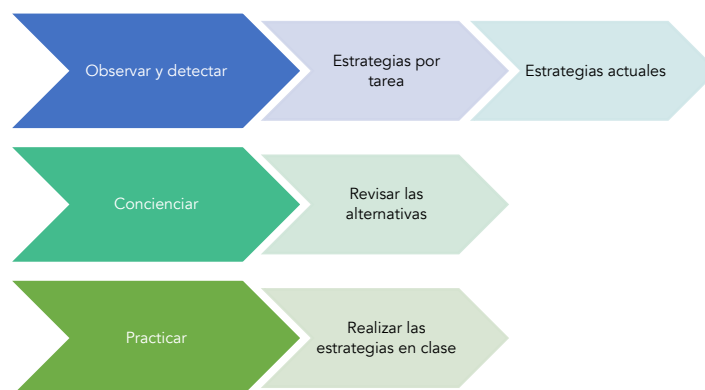 Observar y detectar
Estrategias por
tarea
Estrategias actuales
Concienciar
Revisar las
alternativas
Practicar
Realizar las
estrategias en clase